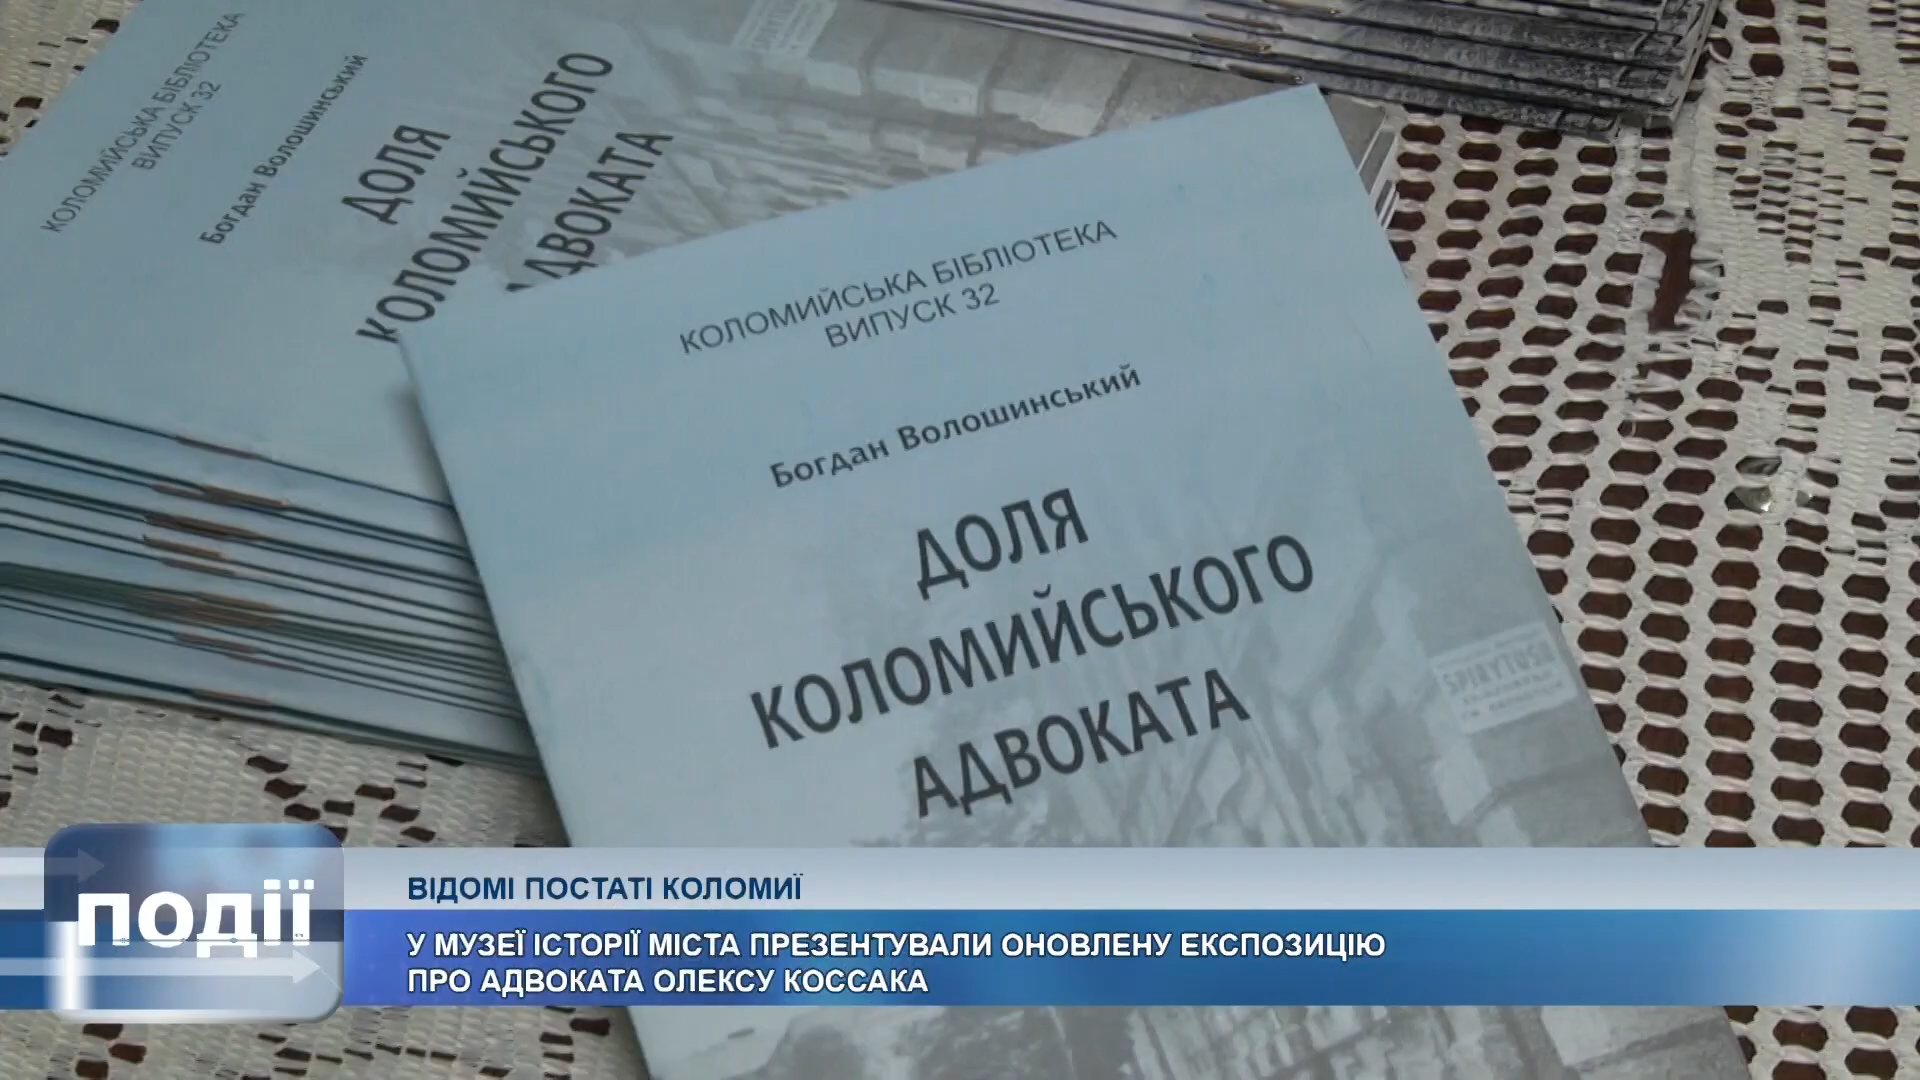 КОЛОМИЙСЬКА БІБЛІОТЕКА
ВИПУСК 32
Богдан Волошинський
ДОЛЯ
КОЛОМИЙСЬКОГО
АДВОКАТА
КОЛОМИЙСЬКА БІБЛІОТЕКА
ВИПУСК 32
Богдан Волошинський
ДОЛЯ
КОЛОМИЙСЬКОГО
АДВОКАТА
події
ВІДОМІ ПОСТАТІ КОЛОМИЇ
У МУЗЕЇ ІСТОРІЇ МІСТА ПРЕЗЕНТУВАЛИ ОНОВЛЕНУ ЕКСПОЗИЦІЮ
ПРО АДВОКАТА ОЛЕКСУ КОССАКА